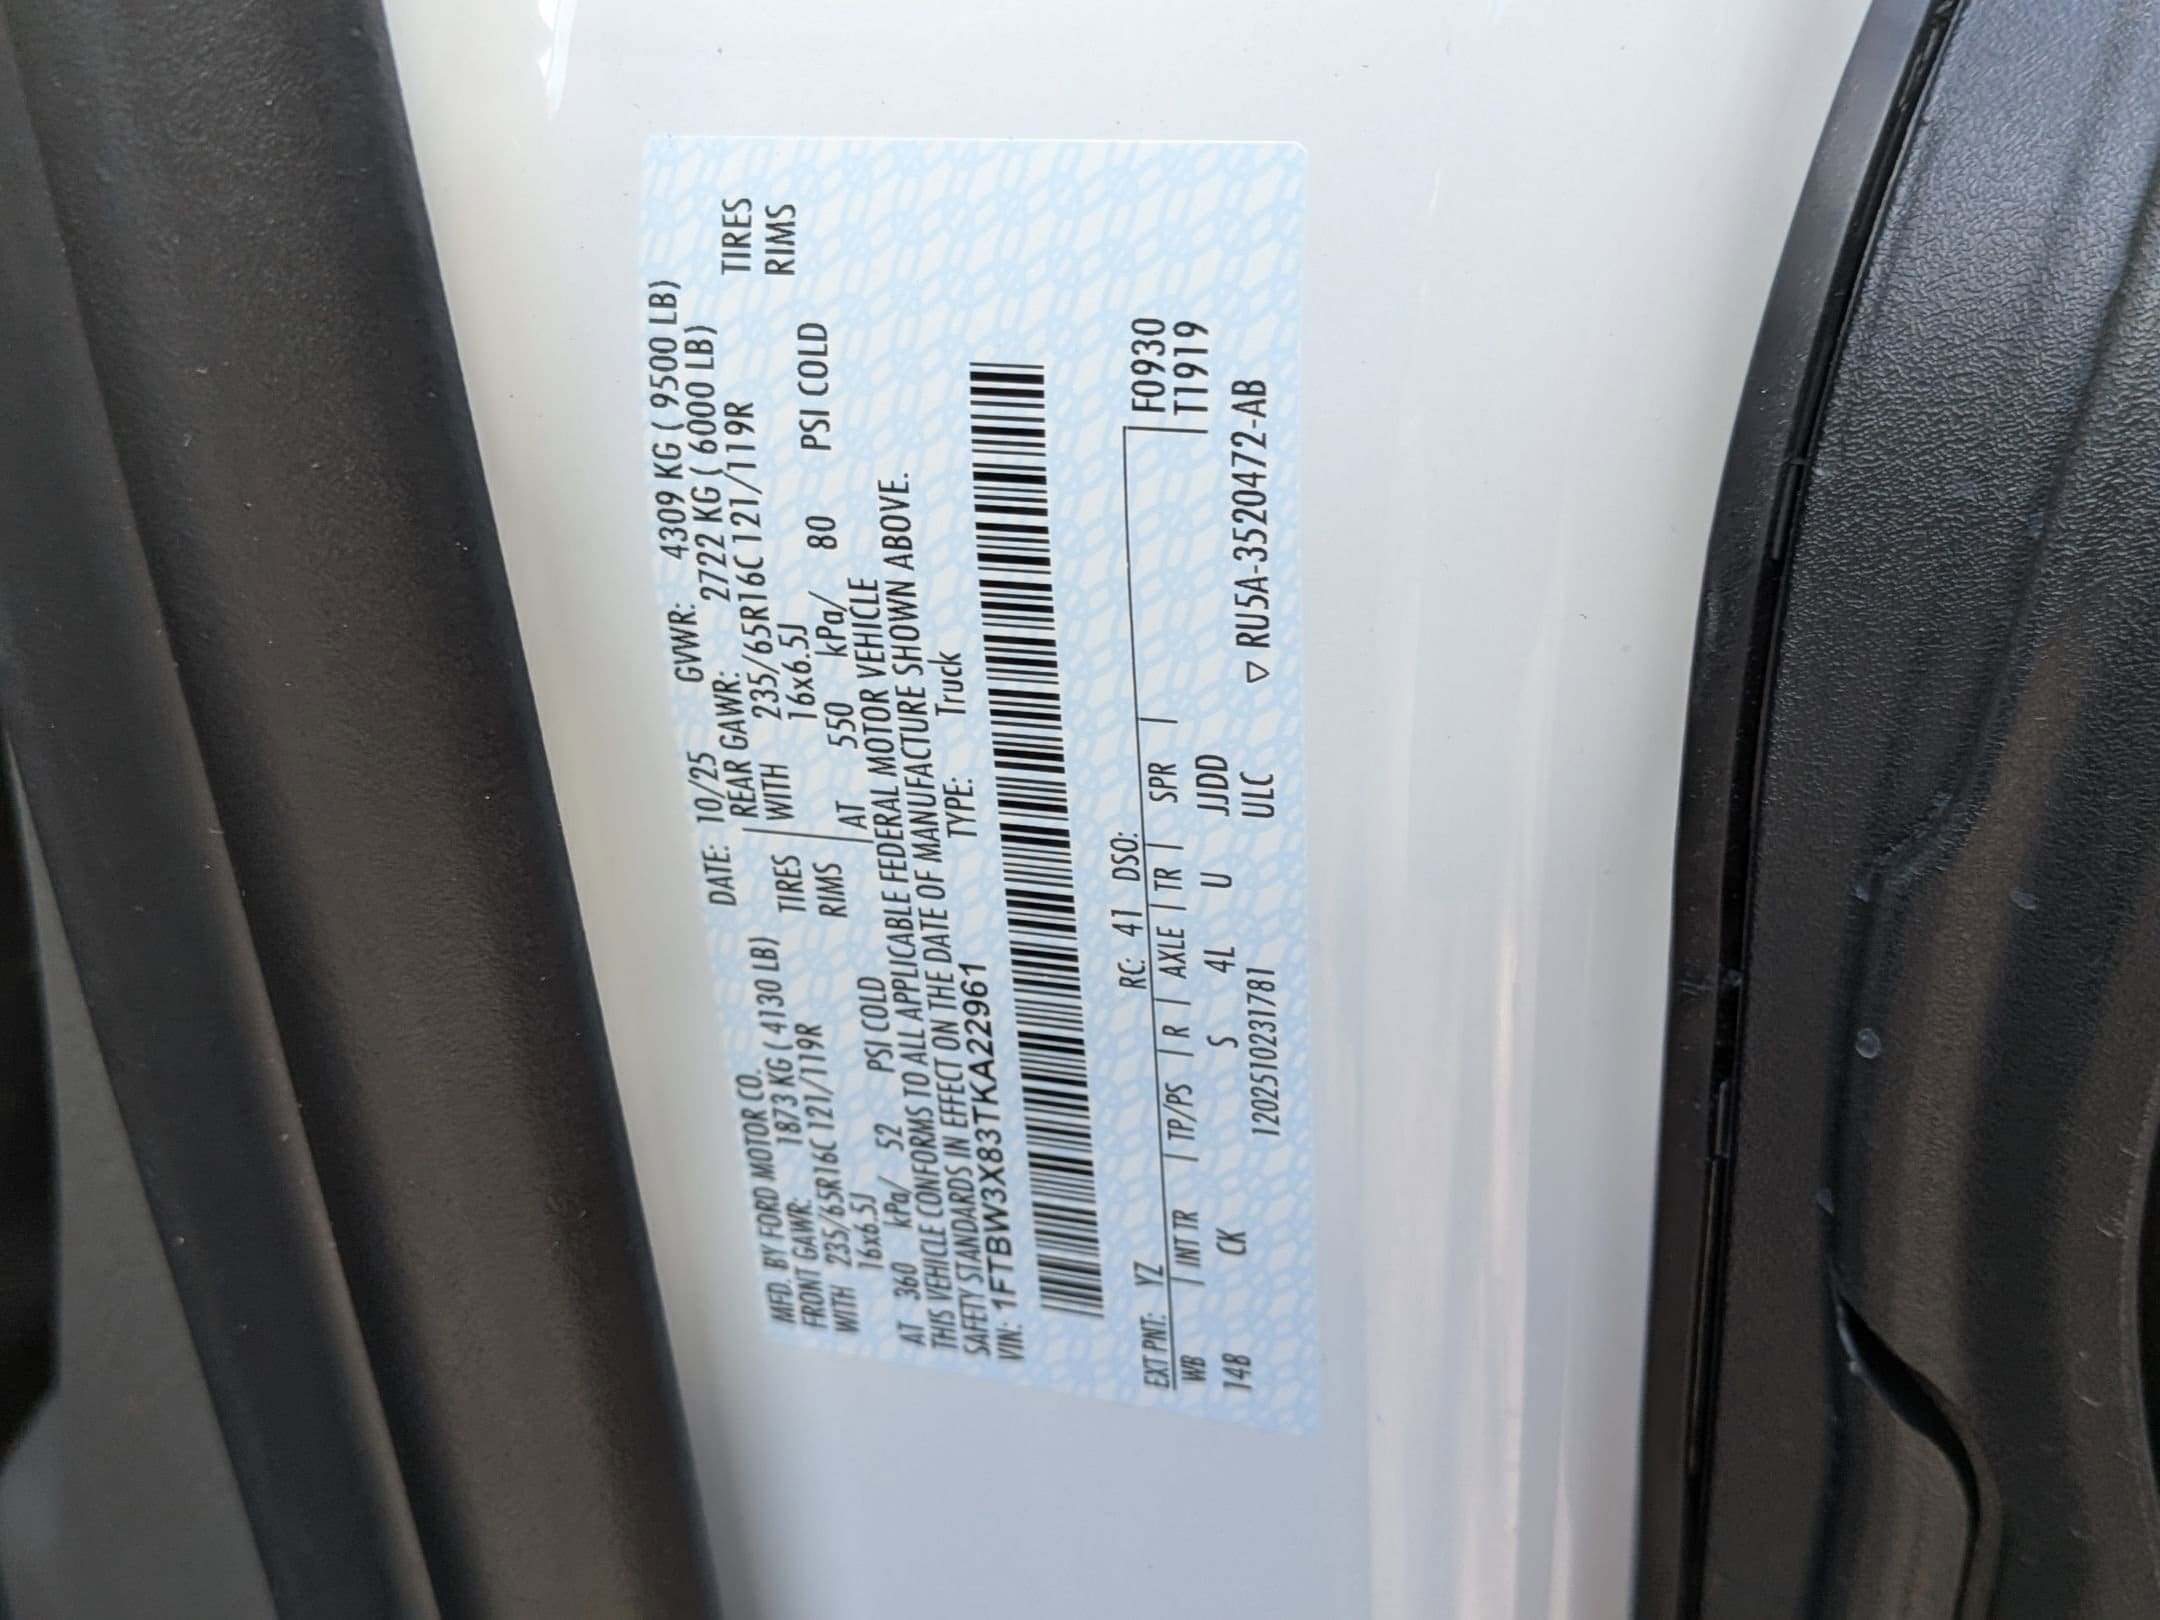 MFD. BY FORD MOTOR CO. DATE: 10/25 GVWR: 4309 KG ( 9500 LB)
FRONT GAWR: 1873 KG ( 4130 LB) REAR GAWR: 2722 KG ( 6000 LB)
WITH 235/65R16C 121/119R TIRES WITH 235/65R16C 121/119R TIRES
16x6.5J RIMS 16x6.5J RIMS
AT 360 kPa/ 52 PSI COLD AT 550 kPa/ 80 PSI COLD
THIS VEHICLE CONFORMS TO ALL APPLICABLE FEDERAL MOTOR VEHICLE
SAFETY STANDARDS IN EFFECT ON THE DATE OF MANUFACTURE SHOWN ABOVE.
VIN: 1FTBW3X83TKA22961 TYPE: Truck
EXT PNT: YZ RC: 41 DSO: F0930
WB | INT TR | TP/PS | R | AXLE | TR | SPR | T1919
148 CK S 4L U JJDD
1202510231781 ULC ▽ RU5A-3520472-AB